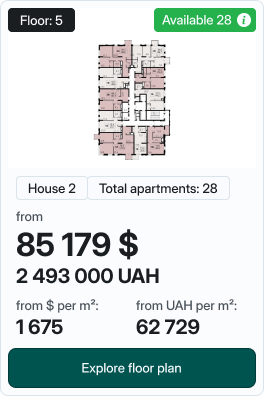 Floor: 5
Available 28
House 2
Total apartments: 28
from
85 179 $
2 493 000 UAH
from $ per m²:
from UAH per m²:
1 675
62 729
Explore floor plan